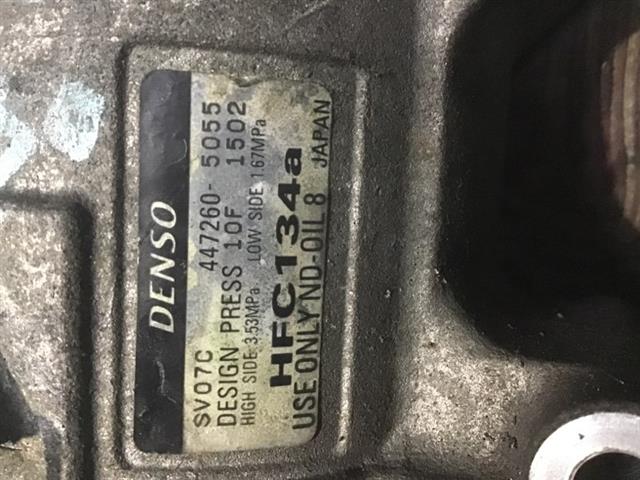 DENSO
SV07C 447260-5055
DESIGN PRESS 10F 1502
HIGH SIDE 3.53MPa. LOW SIDE 1.67MPa
HFC134a
USE ONLY ND-OIL 8 JAPAN